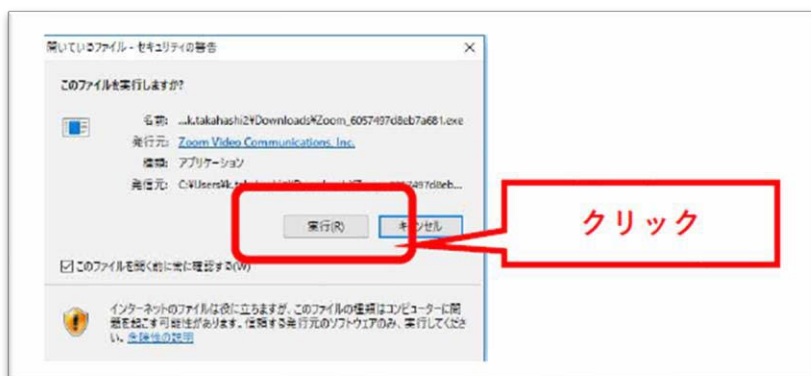 開いているファイル - セキュリティの警告
このファイルを実行しますか?
名前: ...k.takahashi2¥Downloads¥Zoom_6057497d8eb7a681.exe
発行元: Zoom Video Communications, Inc.
種類: アプリケーション
発信元:
実行(R)
キャンセル
クリック
このファイルを開く前に常に確認する(W)
インターネットのファイルは役に立ちますが、このファイルの種類はコンピューターに問
題を起こす可能性があります。信頼する発行元のソフトウェアのみ、実行してくださ
い。危険性の説明